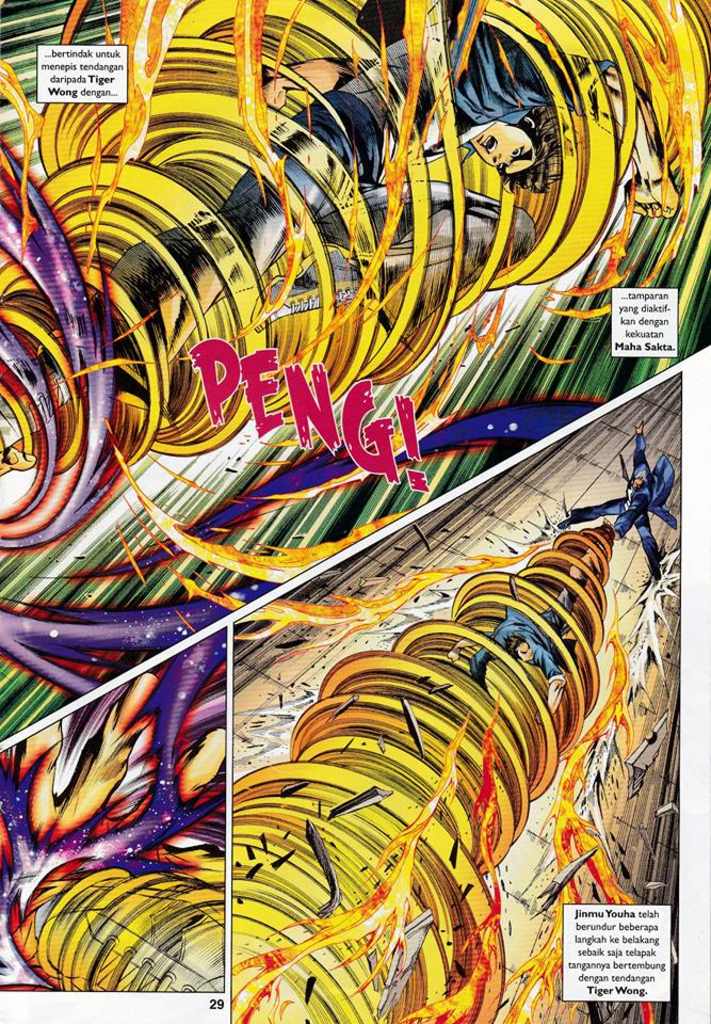 ...bertindak untuk
menepis tendangan
daripada Tiger
Wong dengan...
...tamparan
yang diaktif-
kan dengan
kekuatan
Maha Sakta.
PENG!
Jinmu Youha telah
berundur beberapa
langkah ke belakang
sebaik saja telapak
tangannya bertembung
dengan tendangan
Tiger Wong.
29